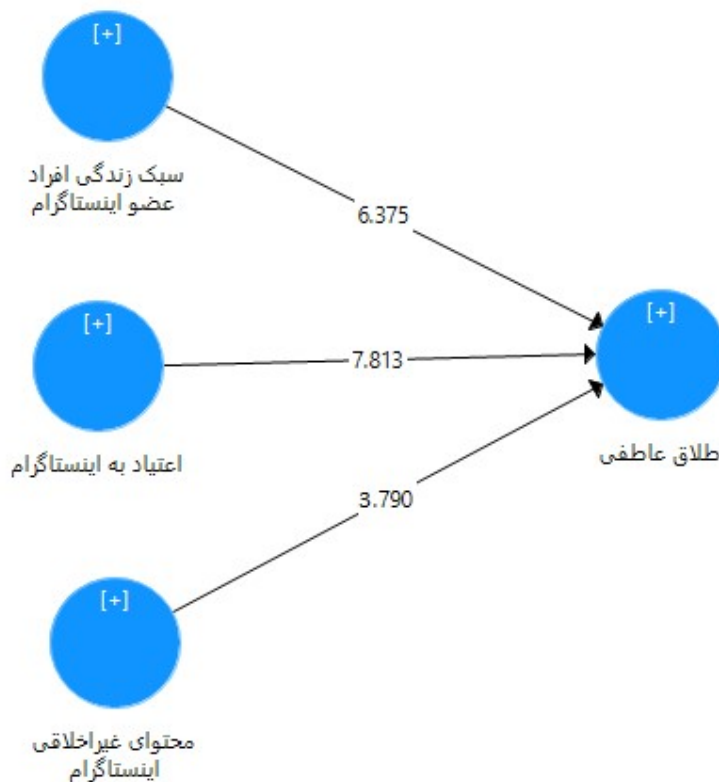 [+]
سبک زندگی افراد
عضو اینستاگرام
6.375
[+]
طلاق عاطفی
[+]
اعتیاد به اینستاگرام
7.813
3.790
[+]
محتوای غیراخلاقی
اینستاگرام